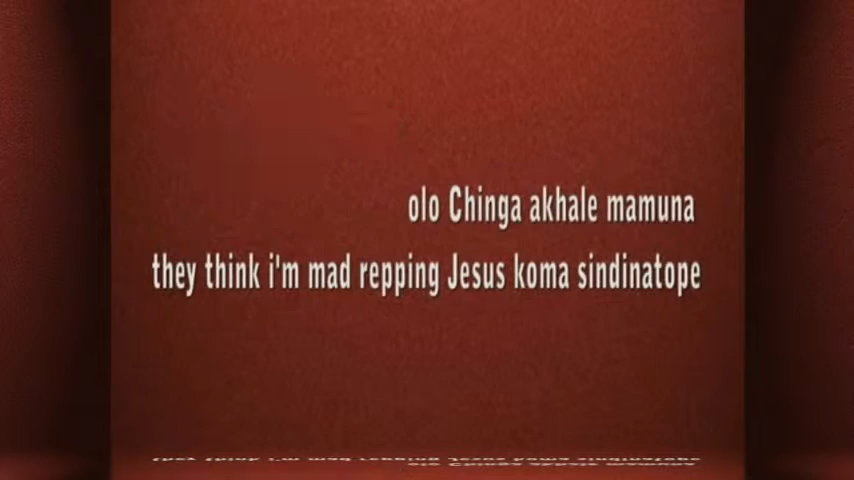 olo Chinga akhale mamuna
they think i'm mad repping Jesus koma sindinatope